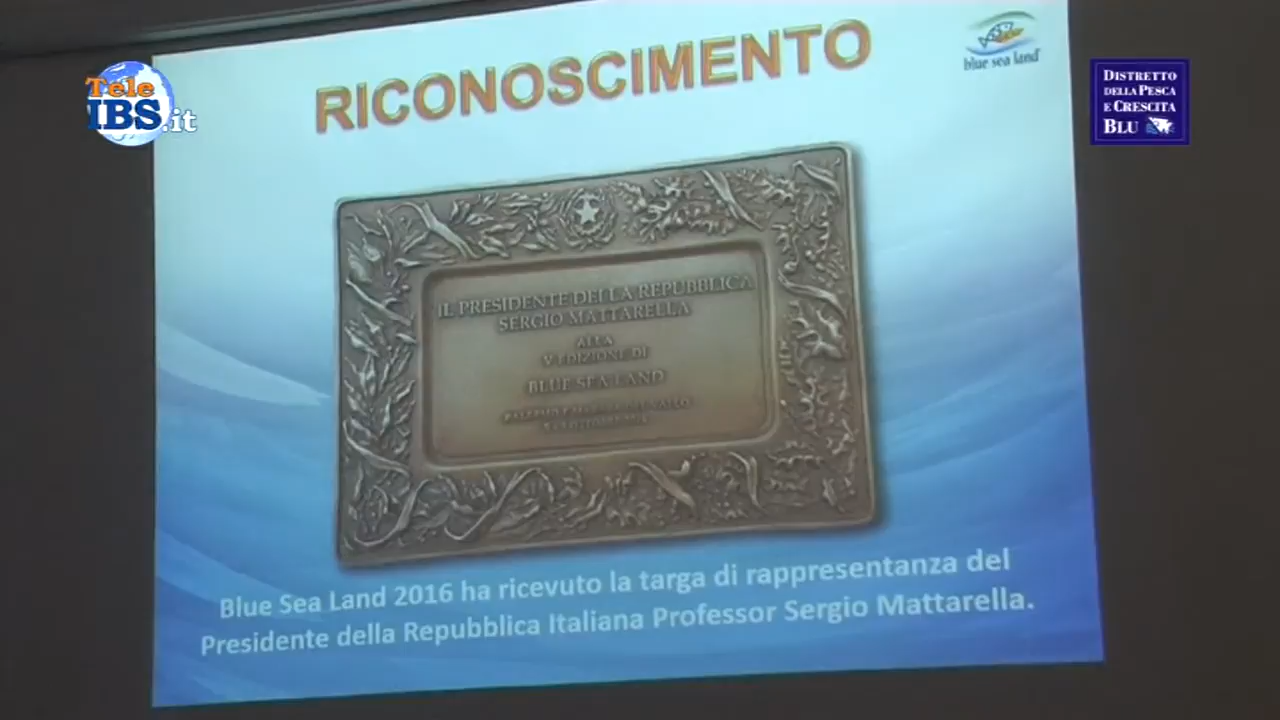 Tele
IBS.it
RICONOSCIMENTO
blue sea land
DISTRETTO
DELLA PESCA
E CRESCITA
BLU
IL PRESIDENTE DELLA REPUBBLICA
SERGIO MATTARELLA
ALLA
V EDIZIONE DI
BLUE SEA LAND
Blue Sea Land 2016 ha ricevuto la targa di rappresentanza del
Presidente della Repubblica Italiana Professor Sergio Mattarella.